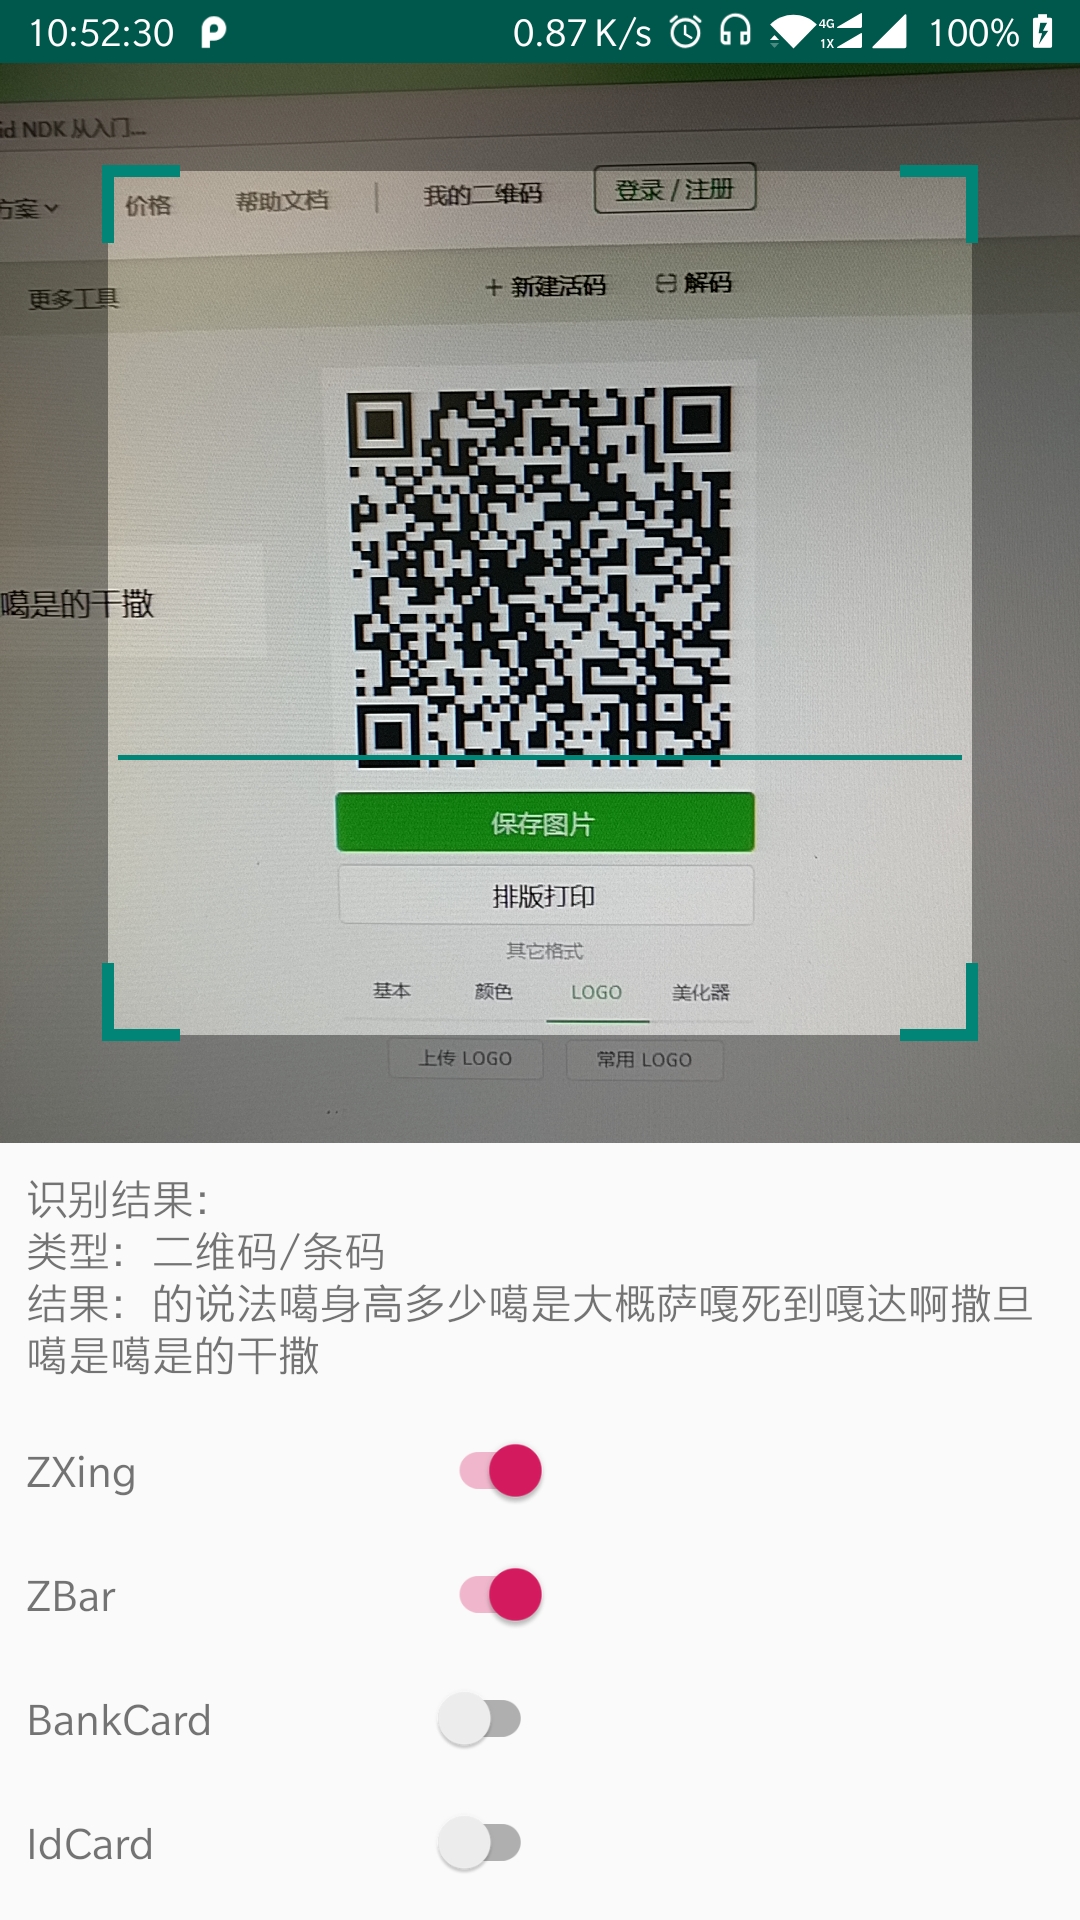 10:52:30 0.87 K/s 4G 1X 100%
id NDK 从入门...
方案 价格 帮助文档 我的二维码 登录 / 注册
更多工具 + 新建活码 解码
噶是的干撒
保存图片
排版打印
其它格式
基本 颜色 LOGO 美化器
上传 LOGO 常用 LOGO
识别结果：
类型：二维码/条码
结果：的说法噶身高多少噶是大概萨嘎死到嘎达啊撒旦
噶是噶是的干撒
ZXing
ZBar
BankCard
IdCard